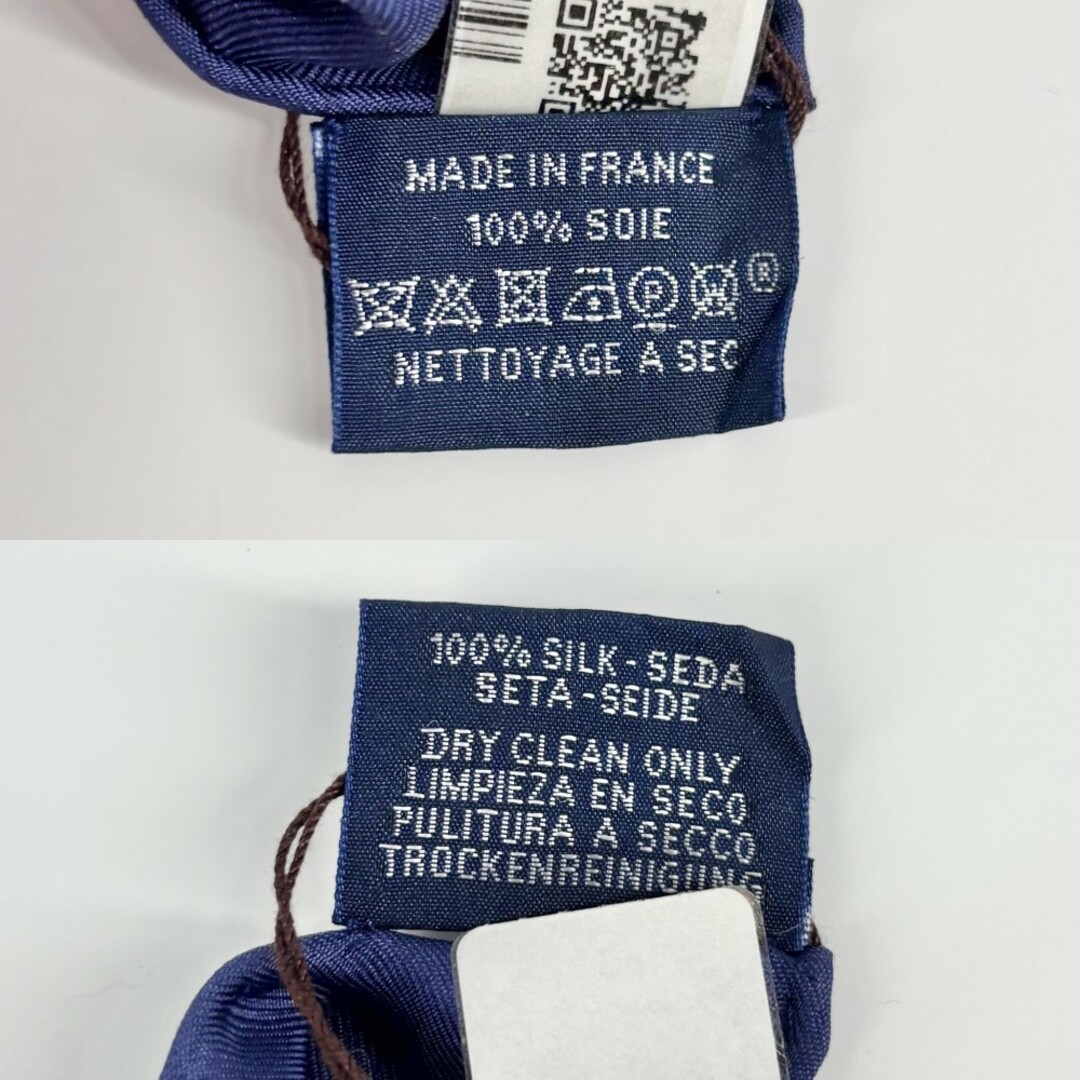 MADE IN FRANCE
100% SOIE
P ®
NETTOYAGE A SEC
100% SILK - SEDA
SETA - SEIDE
DRY CLEAN ONLY
LIMPIEZA EN SECO
PULITURA A SECCO
TROCKENREINIGUNG